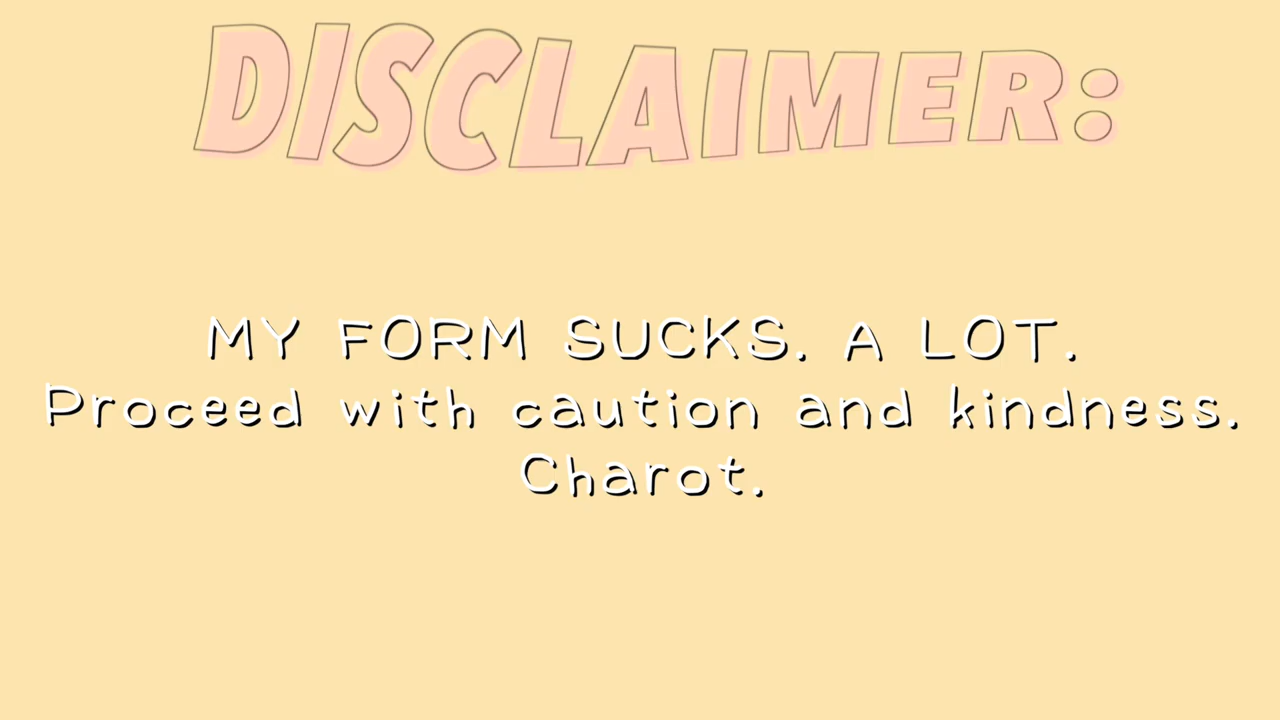 DISCLAIMER:
MY FORM SUCKS. A LOT.
Proceed with caution and kindness.
Charot.